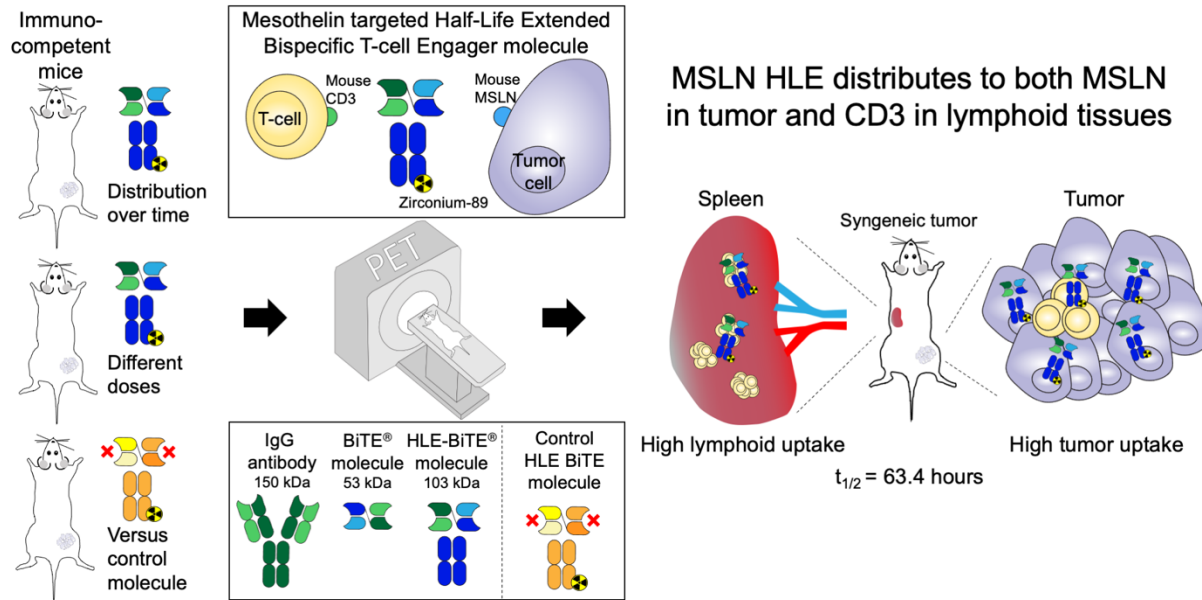 Immuno-
competent
mice
Distribution
over time
Different
doses
Versus
control
molecule
Mesothelin targeted Half-Life Extended
Bispecific T-cell Engager molecule
Mouse
CD3
T-cell
Mouse
MSLN
Tumor
cell
Zirconium-89
PET
IgG
antibody
150 kDa
BiTE®
molecule
53 kDa
HLE-BiTE®
molecule
103 kDa
Control
HLE BiTE
molecule
MSLN HLE distributes to both MSLN
in tumor and CD3 in lymphoid tissues
Spleen
Syngeneic tumor
Tumor
High lymphoid uptake
High tumor uptake
t1/2 = 63.4 hours